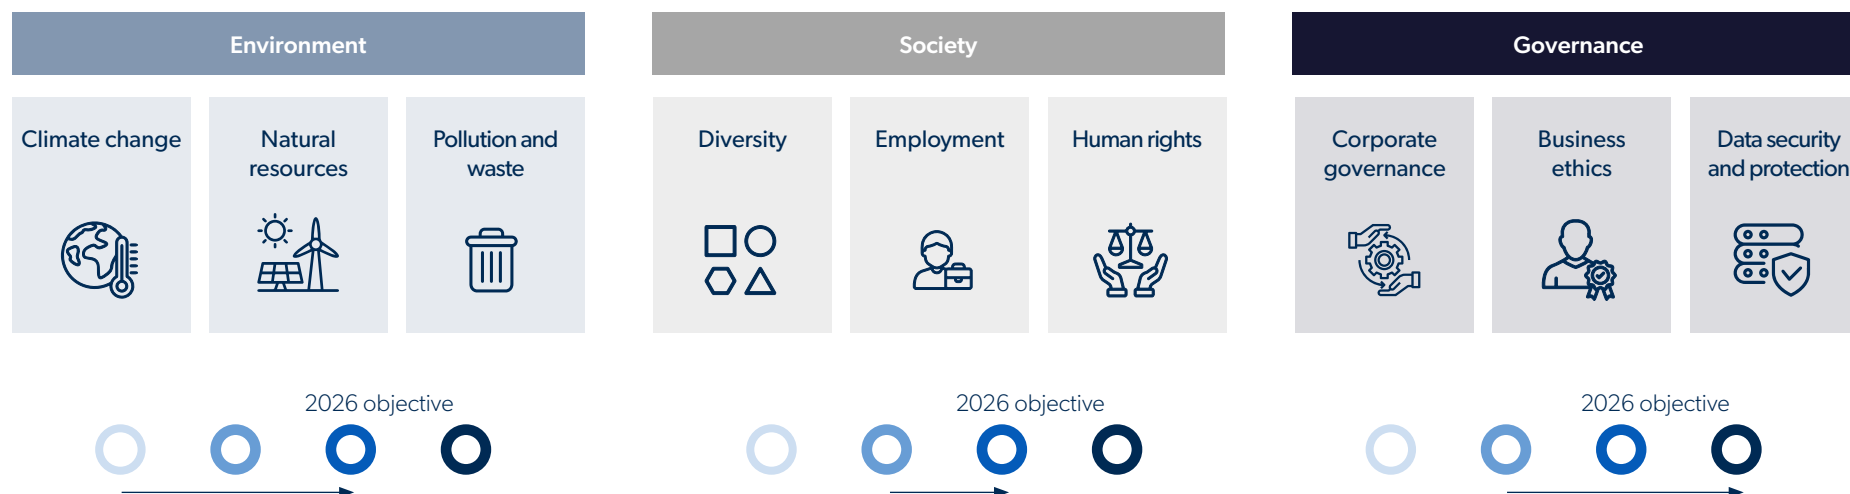 Environment
Climate change
Natural
resources
Pollution and
waste
2026 objective
Society
Diversity
Employment
Human rights
2026 objective
Governance
Corporate
governance
Business
ethics
Data security
and protection
2026 objective